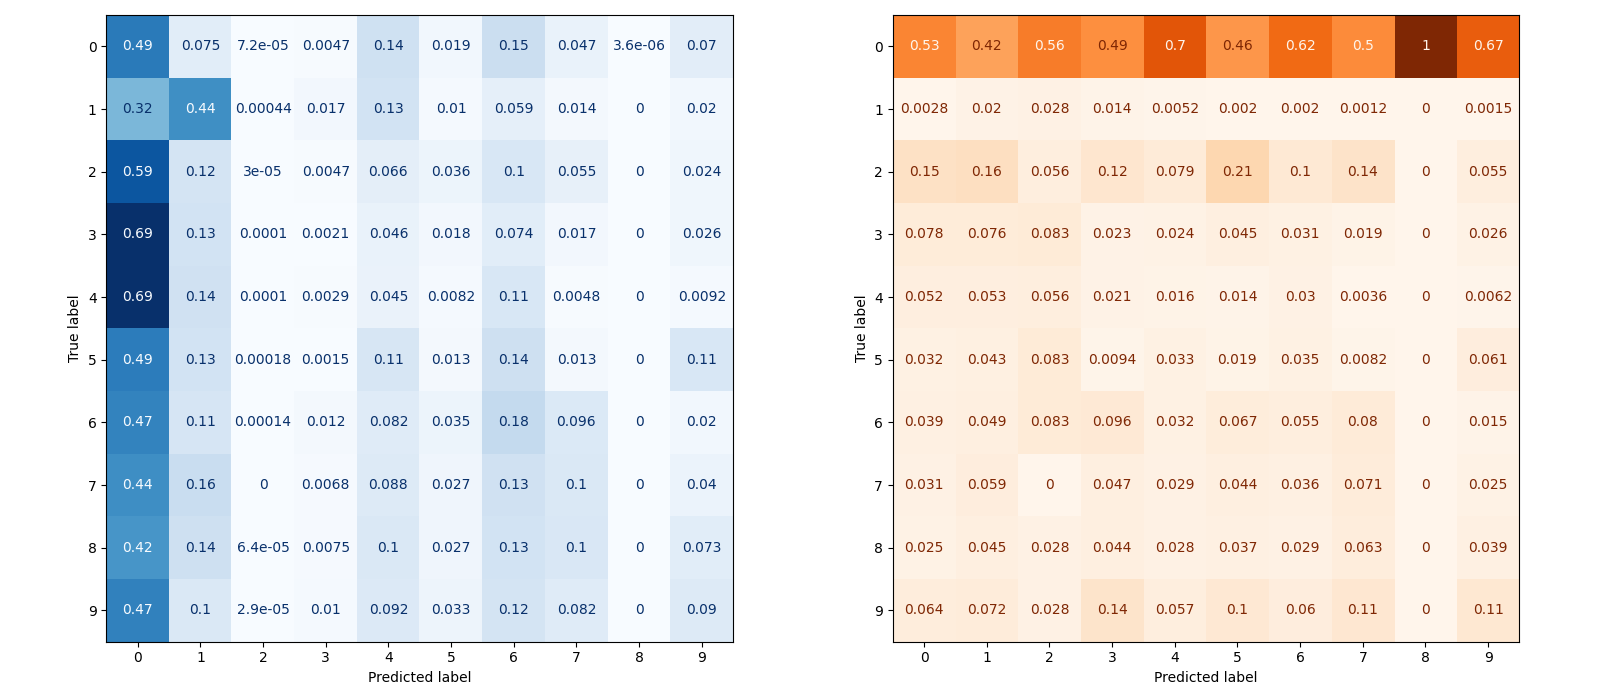 0 0.49 0.075 7.2e-05 0.0047 0.14 0.019 0.15 0.047 3.6e-06 0.07
1 0.32 0.44 0.00044 0.017 0.13 0.01 0.059 0.014 0 0.02
2 0.59 0.12 3e-05 0.0047 0.066 0.036 0.1 0.055 0 0.024
3 0.69 0.13 0.0001 0.0021 0.046 0.018 0.074 0.017 0 0.026
4 0.69 0.14 0.0001 0.0029 0.045 0.0082 0.11 0.0048 0 0.0092
5 0.49 0.13 0.00018 0.0015 0.11 0.013 0.14 0.013 0 0.11
6 0.47 0.11 0.00014 0.012 0.082 0.035 0.18 0.096 0 0.02
7 0.44 0.16 0 0.0068 0.088 0.027 0.13 0.1 0 0.04
8 0.42 0.14 6.4e-05 0.0075 0.1 0.027 0.13 0.1 0 0.073
9 0.47 0.1 2.9e-05 0.01 0.092 0.033 0.12 0.082 0 0.09
0 1 2 3 4 5 6 7 8 9
Predicted label
True label
0 0.53 0.42 0.56 0.49 0.7 0.46 0.62 0.5 1 0.67
1 0.0028 0.02 0.028 0.014 0.0052 0.002 0.002 0.0012 0 0.0015
2 0.15 0.16 0.056 0.12 0.079 0.21 0.1 0.14 0 0.055
3 0.078 0.076 0.083 0.023 0.024 0.045 0.031 0.019 0 0.026
4 0.052 0.053 0.056 0.021 0.016 0.014 0.03 0.0036 0 0.0062
5 0.032 0.043 0.083 0.0094 0.033 0.019 0.035 0.0082 0 0.061
6 0.039 0.049 0.083 0.096 0.032 0.067 0.055 0.08 0 0.015
7 0.031 0.059 0 0.047 0.029 0.044 0.036 0.071 0 0.025
8 0.025 0.045 0.028 0.044 0.028 0.037 0.029 0.063 0 0.039
9 0.064 0.072 0.028 0.14 0.057 0.1 0.06 0.11 0 0.11
0 1 2 3 4 5 6 7 8 9
Predicted label
True label